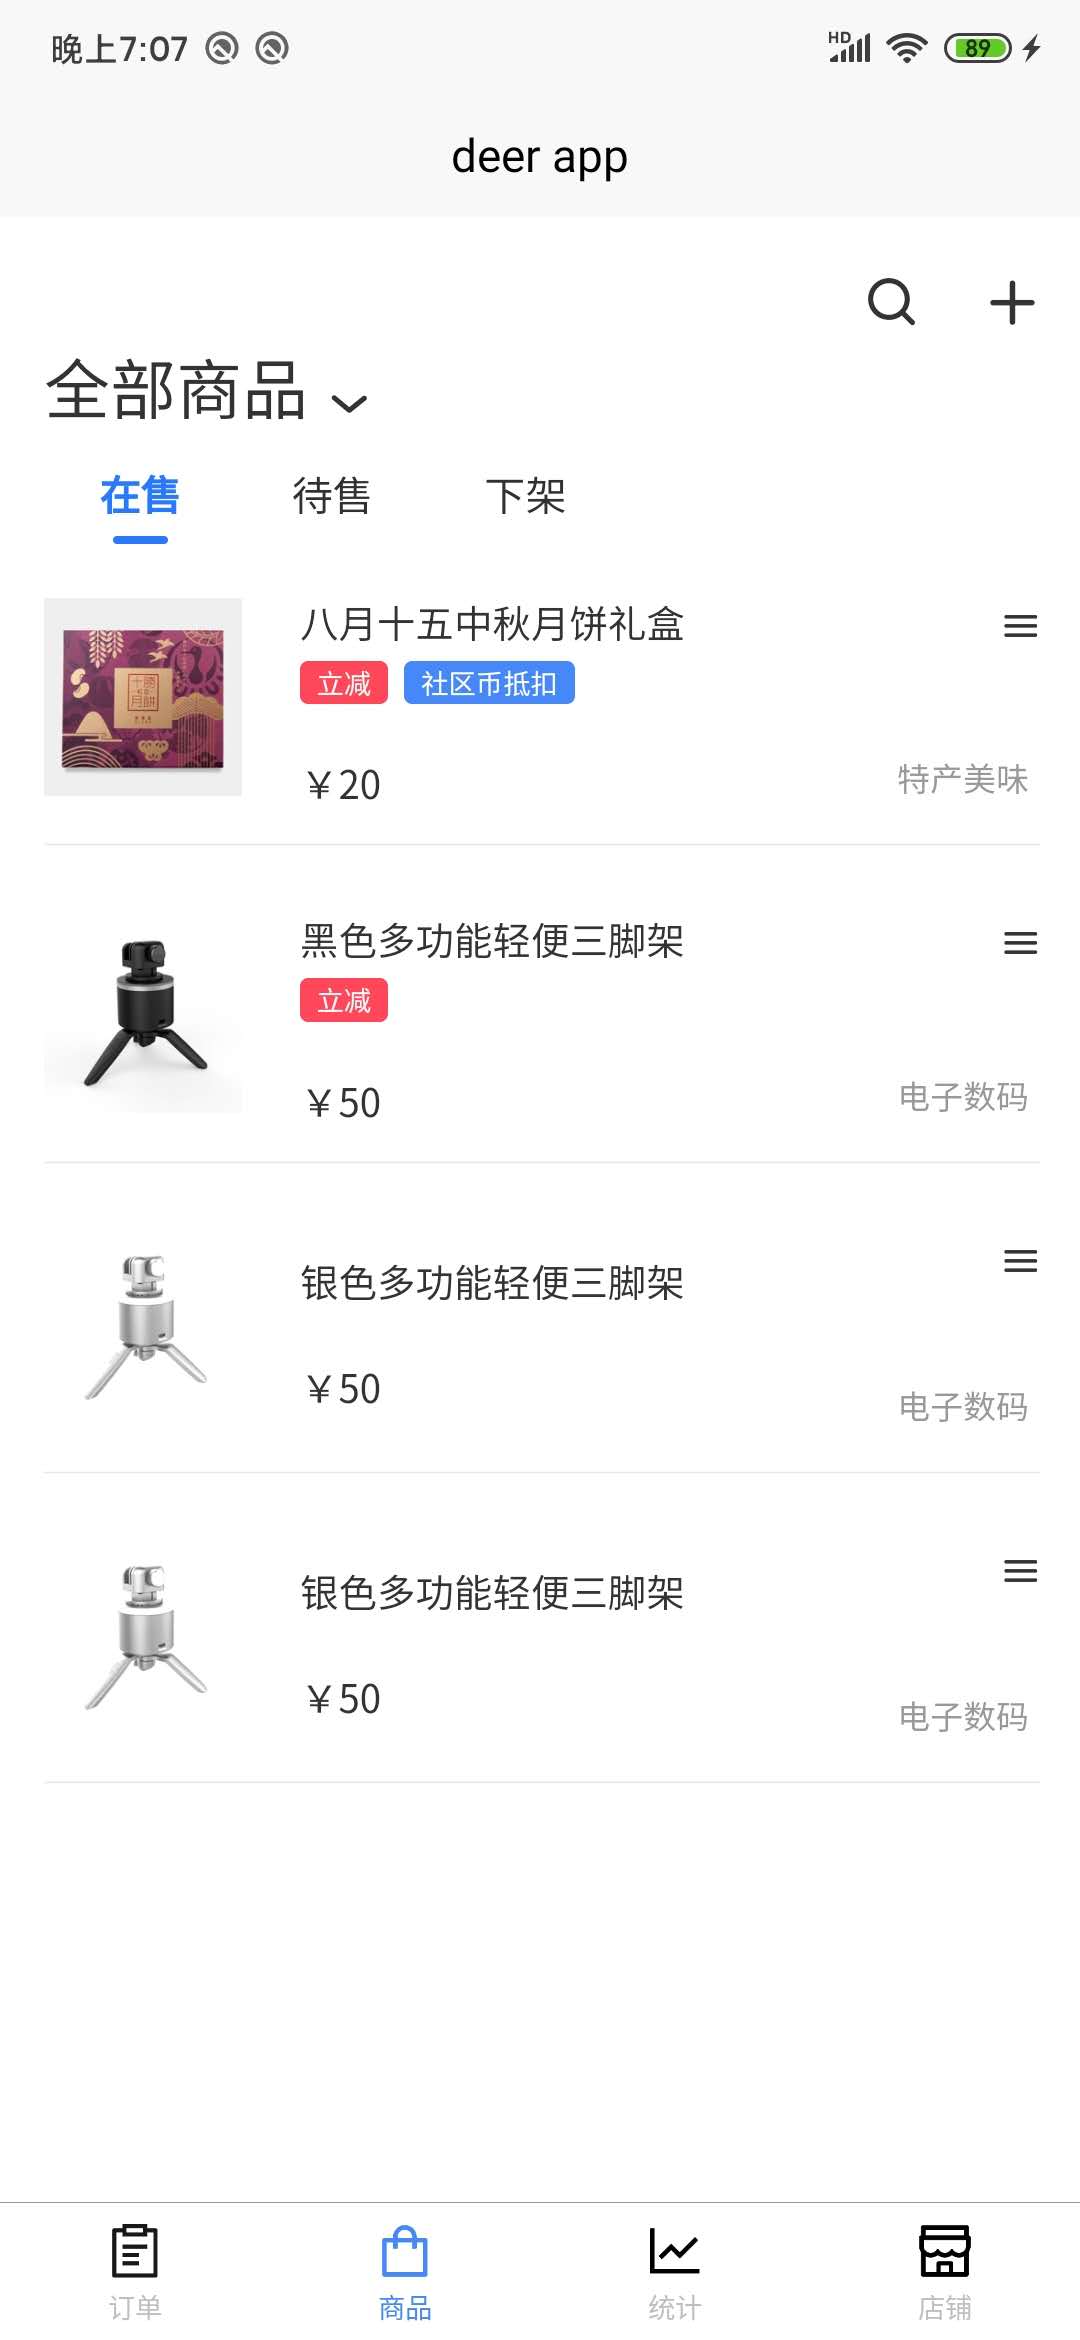 晚上7:07
HD
89
deer app
全部商品
在售 待售 下架
八月十五中秋月饼礼盒
立减 社区币抵扣
￥20 特产美味
黑色多功能轻便三脚架
立减
￥50 电子数码
银色多功能轻便三脚架
￥50
电子数码
银色多功能轻便三脚架
￥50
电子数码
订单 商品 统计 店铺